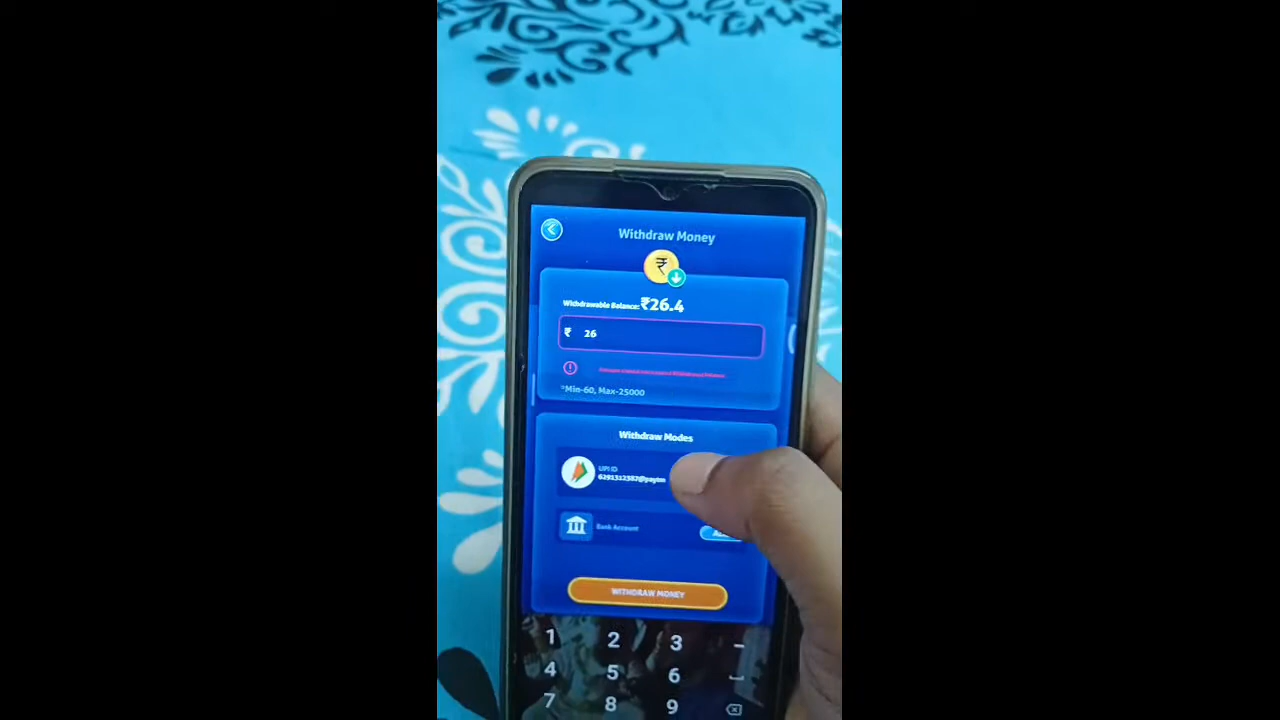 Withdraw Money
₹
Withdrawable Balance: ₹26.4
₹ 26
*Min-60, Max-25000
Withdraw Modes
UPI ID
Bank Account
WITHDRAW MONEY
1 2 3 –
4 5 6
7 8 9